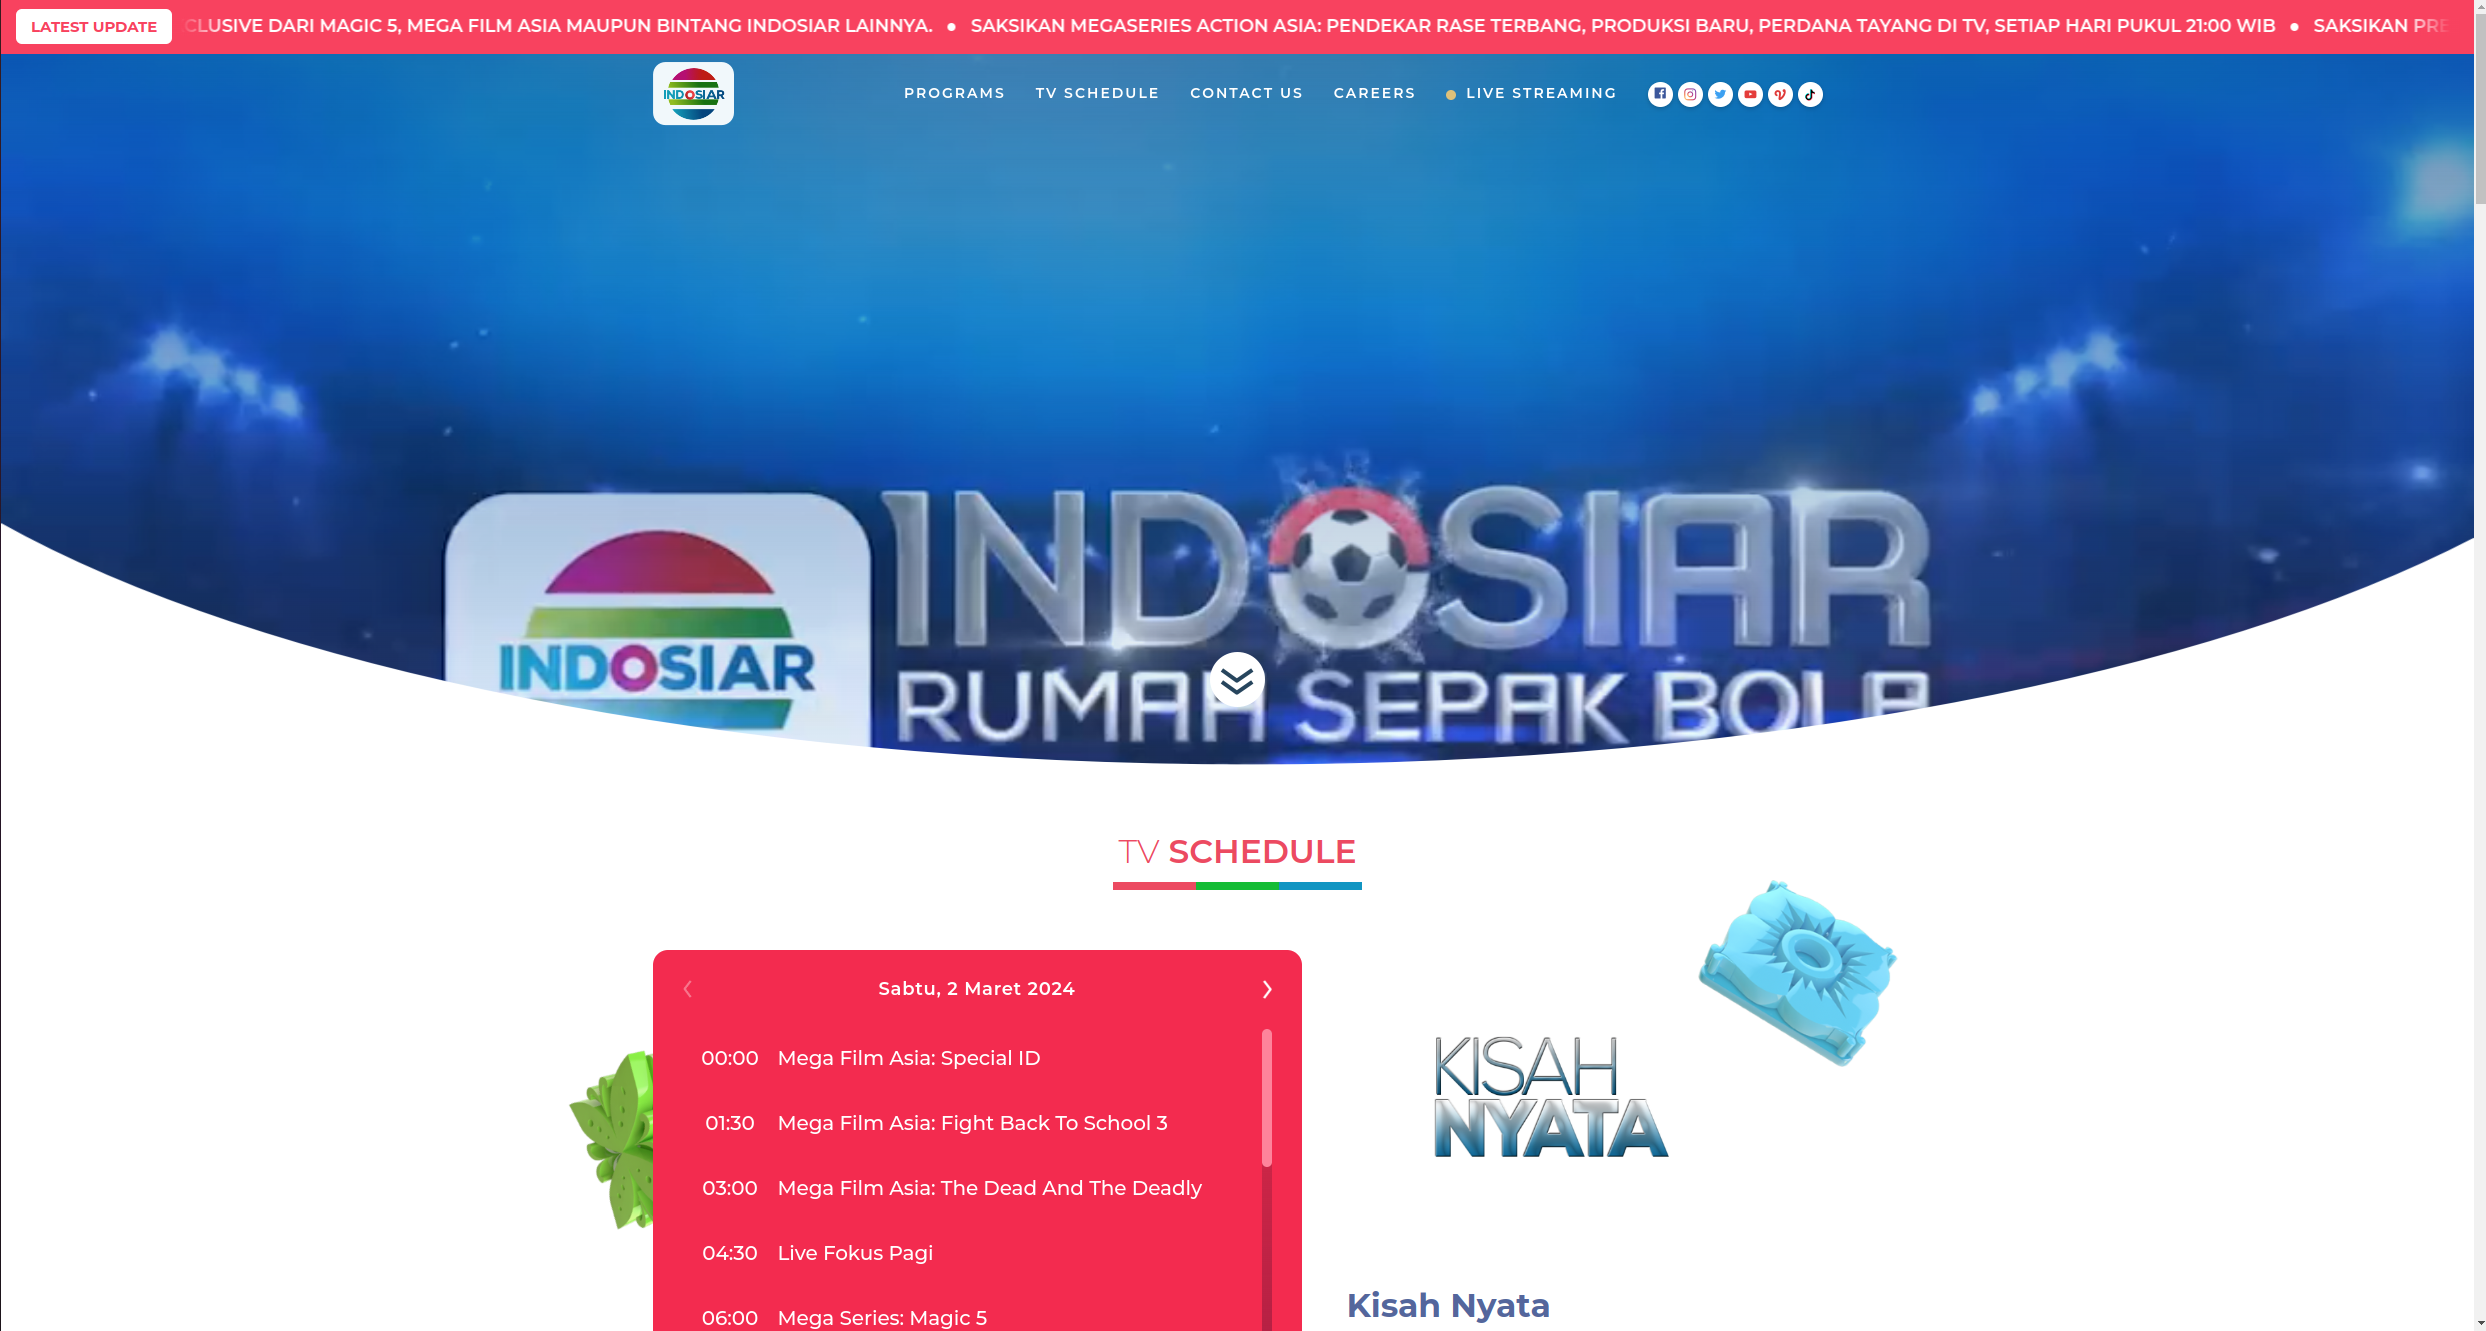 LATEST UPDATE
CLUSIVE DARI MAGIC 5, MEGA FILM ASIA MAUPUN BINTANG INDOSIAR LAINNYA. ● SAKSIKAN MEGASERIES ACTION ASIA: PENDEKAR RASE TERBANG, PRODUKSI BARU, PERDANA TAYANG DI TV, SETIAP HARI PUKUL 21:00 WIB ● SAKSIKAN PRE
INDOSIAR
PROGRAMS
TV SCHEDULE
CONTACT US
CAREERS
LIVE STREAMING
INDOSIAR
INDOSIAR
RUMAH SEPAK BOLA
TV SCHEDULE
Sabtu, 2 Maret 2024
00:00 Mega Film Asia: Special ID
01:30 Mega Film Asia: Fight Back To School 3
03:00 Mega Film Asia: The Dead And The Deadly
04:30 Live Fokus Pagi
06:00 Mega Series: Magic 5
KISAH
NYATA
Kisah Nyata